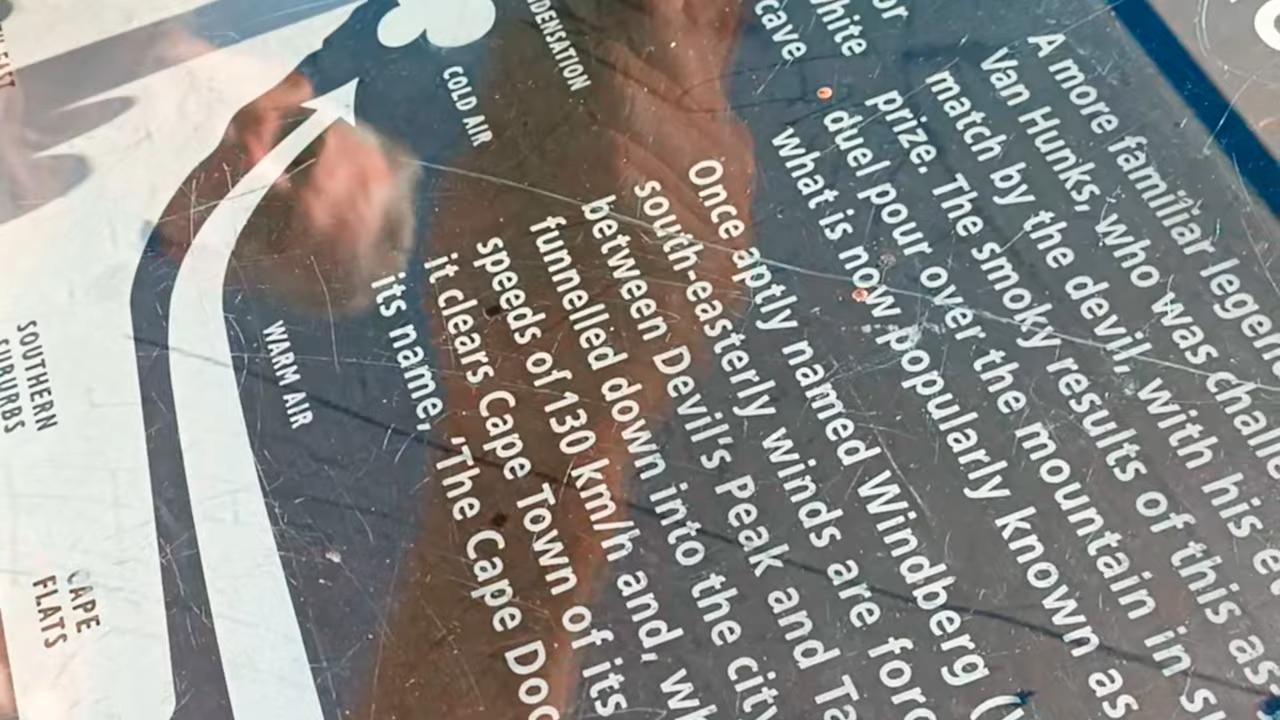 A more familiar legen
Van Hunks, who was challe
match by the devil, with his
prize. The smoky results of this as
duel pour over the mountain in
what is now popularly known as
Once aptly named Windberg
south-easterly winds are for
between Devil's Peak and Ta
funnelled down into the city
speeds of 130 km/h and, wh
it clears Cape Town of its
its name, 'The Cape Doc
or
white
cave
COLD AIR
WARM AIR
SOUTHERN
SUBURBS
CAPE
FLATS